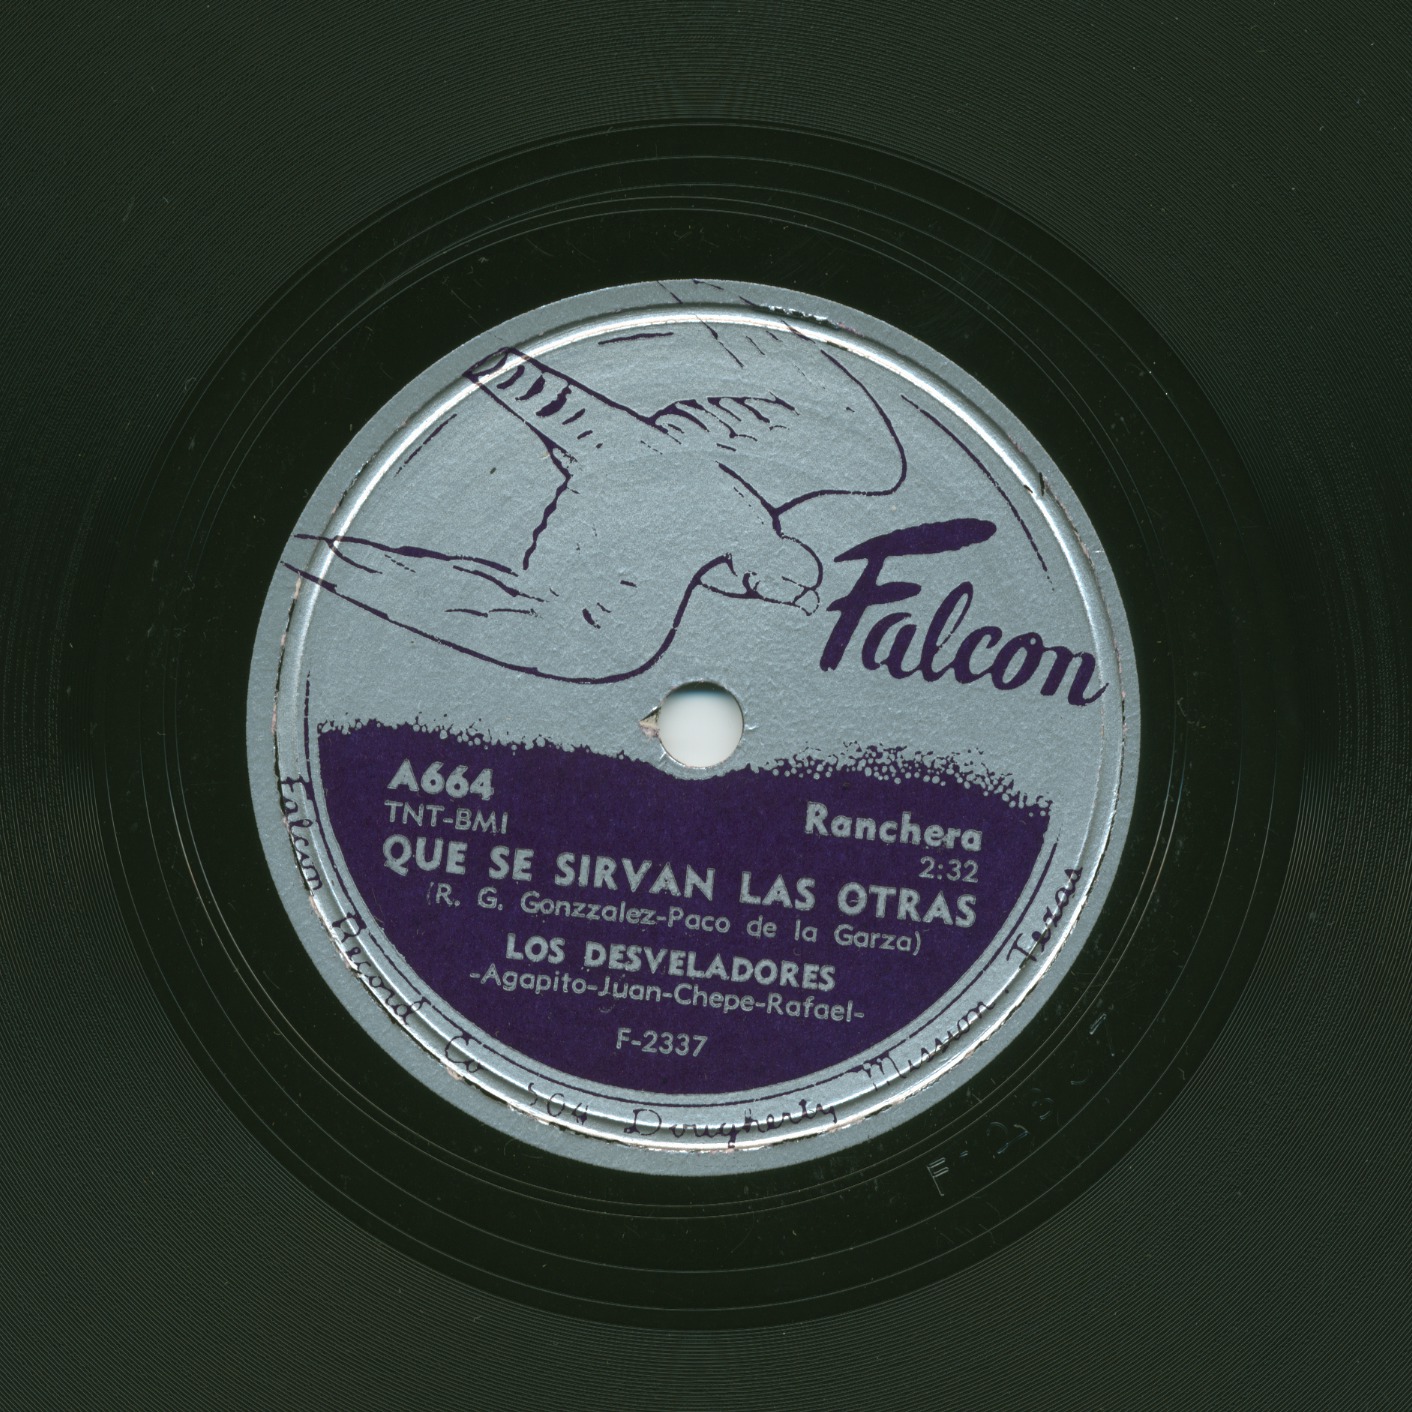 Falcon
A664
TNT-BMI
Ranchera
2:32
QUE SE SIRVAN LAS OTRAS
(R. G. Gonzzalez-Paco de la Garza)
LOS DESVELADORES
-Agapito-Juan-Chepe-Rafael-
F-2337
Falcon Record Co 504 Dougherty Mission Texas
F-2337